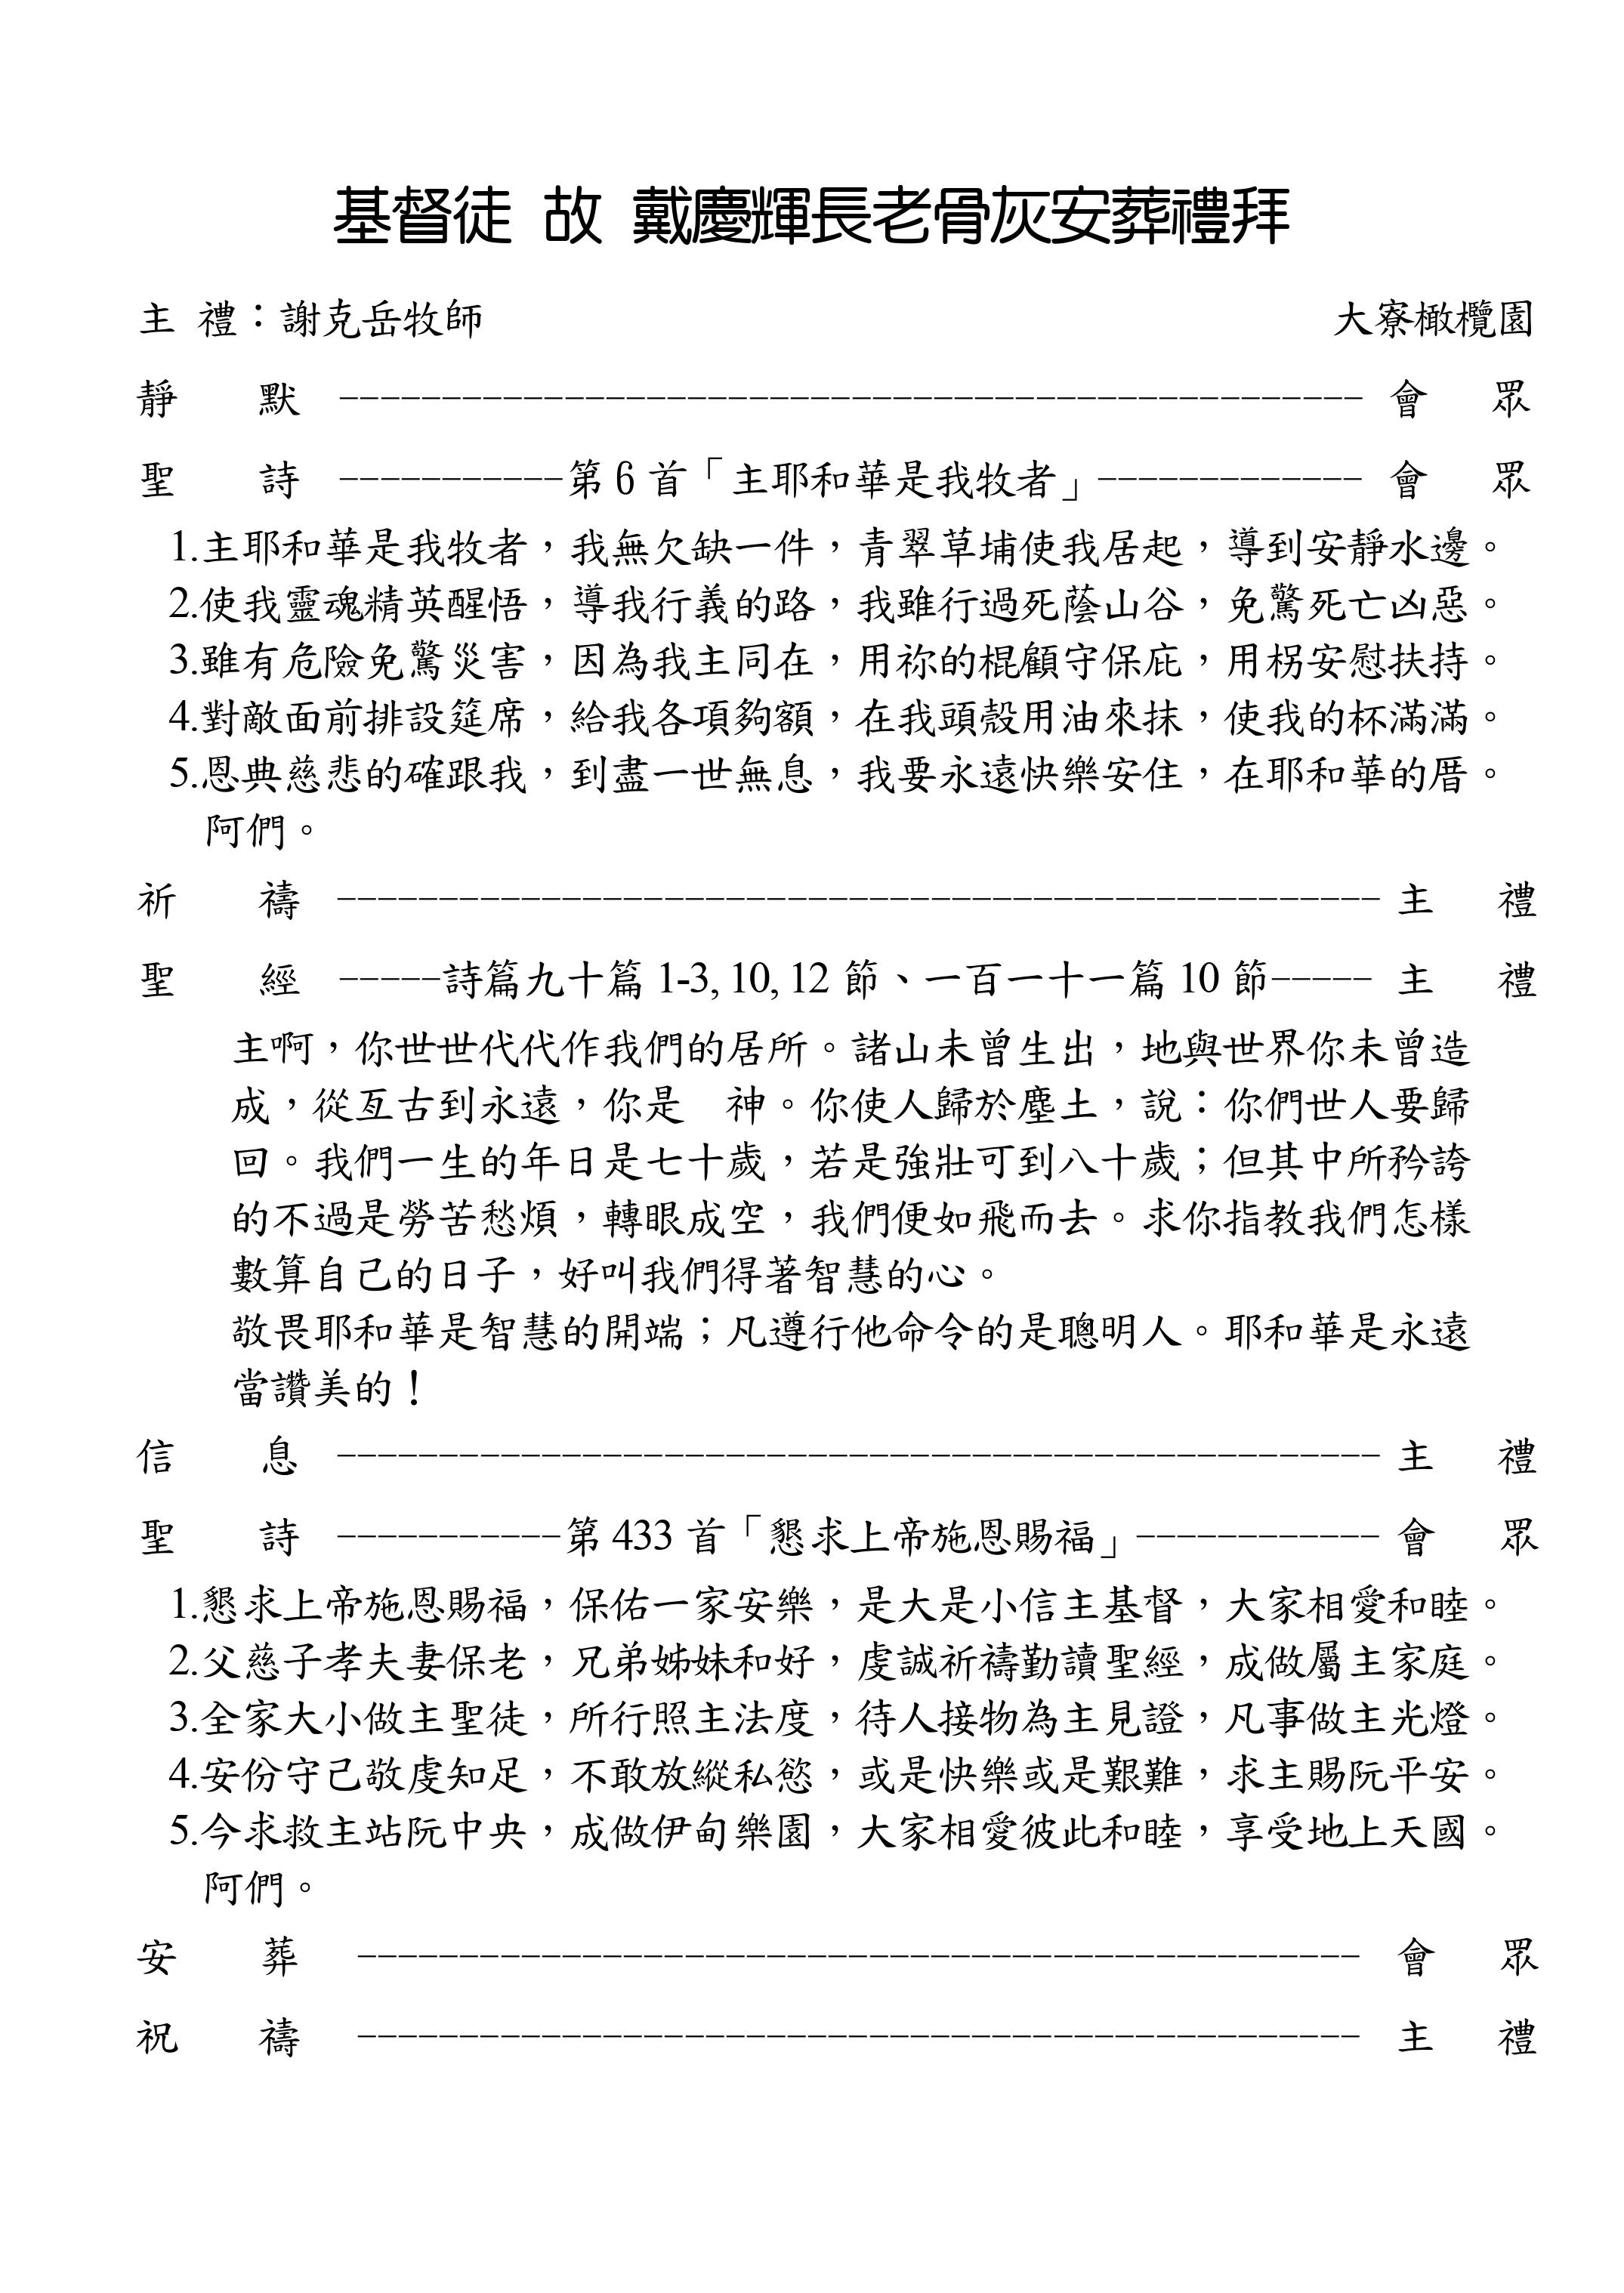 基督徒 故 戴慶輝長老骨灰安葬禮拜
主 禮：謝克岳牧師 大寮橄欖園
靜 默 -------------------------------------------------- 會 眾
聖 詩 -----------第 6 首「主耶和華是我牧者」------------- 會 眾
1.主耶和華是我牧者，我無欠缺一件，青翠草埔使我居起，導到安靜水邊。
2.使我靈魂精英醒悟，導我行義的路，我雖行過死蔭山谷，免驚死亡凶惡。
3.雖有危險免驚災害，因為我主同在，用祢的棍顧守保庇，用枴安慰扶持。
4.對敵面前排設筵席，給我各項夠額，在我頭殼用油來抹，使我的杯滿滿。
5.恩典慈悲的確跟我，到盡一世無息，我要永遠快樂安住，在耶和華的厝。
阿們。
祈 禱 --------------------------------------------------- 主 禮
聖 經 -----詩篇九十篇 1-3, 10, 12 節、一百一十一篇 10 節----- 主 禮
主啊，你世世代代作我們的居所。諸山未曾生出，地與世界你未曾造
成，從亙古到永遠，你是　神。你使人歸於塵土，說：你們世人要歸
回。我們一生的年日是七十歲，若是強壯可到八十歲；但其中所矜誇
的不過是勞苦愁煩，轉眼成空，我們便如飛而去。求你指教我們怎樣
數算自己的日子，好叫我們得著智慧的心。
敬畏耶和華是智慧的開端；凡遵行他命令的是聰明人。耶和華是永遠
當讚美的！
信 息 --------------------------------------------------- 主 禮
聖 詩 -----------第 433 首「懇求上帝施恩賜福」------------ 會 眾
1.懇求上帝施恩賜福，保佑一家安樂，是大是小信主基督，大家相愛和睦。
2.父慈子孝夫妻保老，兄弟姊妹和好，虔誠祈禱勤讀聖經，成做屬主家庭。
3.全家大小做主聖徒，所行照主法度，待人接物為主見證，凡事做主光燈。
4.安份守己敬虔知足，不敢放縱私慾，或是快樂或是艱難，求主賜阮平安。
5.今求救主站阮中央，成做伊甸樂園，大家相愛彼此和睦，享受地上天國。
阿們。
安 葬 ------------------------------------------------- 會 眾
祝 禱 ------------------------------------------------- 主 禮